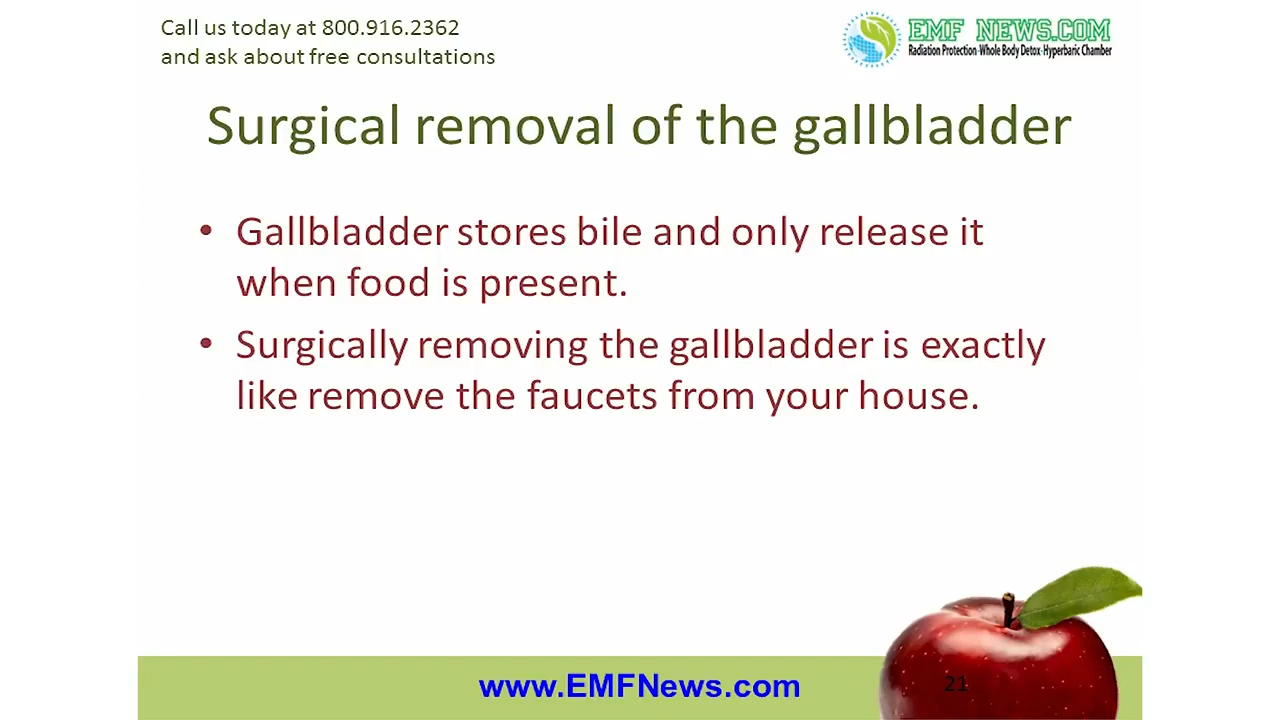 Call us today at 800.916.2362
and ask about free consultations
EMF NEWS.COM
Radiation Protection-Whole Body Detox-Hyperbaric Chamber
Surgical removal of the gallbladder
• Gallbladder stores bile and only release it
when food is present.
• Surgically removing the gallbladder is exactly
like remove the faucets from your house.
www.EMFNews.com
21